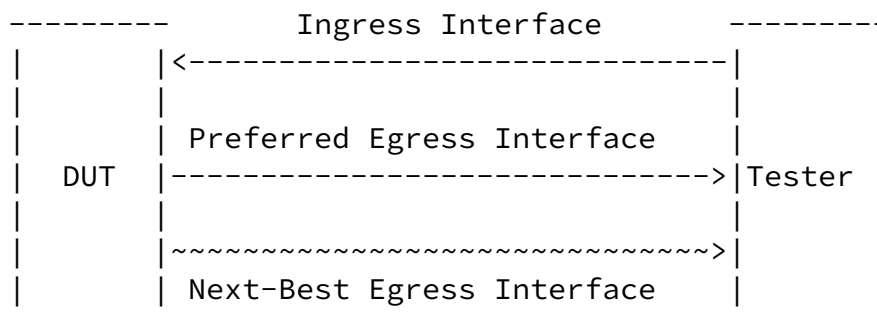 ---------       Ingress Interface       ---------
|       |<------------------------------|
|       |                               |
|       | Preferred Egress Interface    |
|  DUT  |------------------------------>|Tester
|       |                               |
|       |~~~~~~~~~~~~~~~~~~~~~~~~~~~~~~>|
|       | Next-Best Egress Interface    |